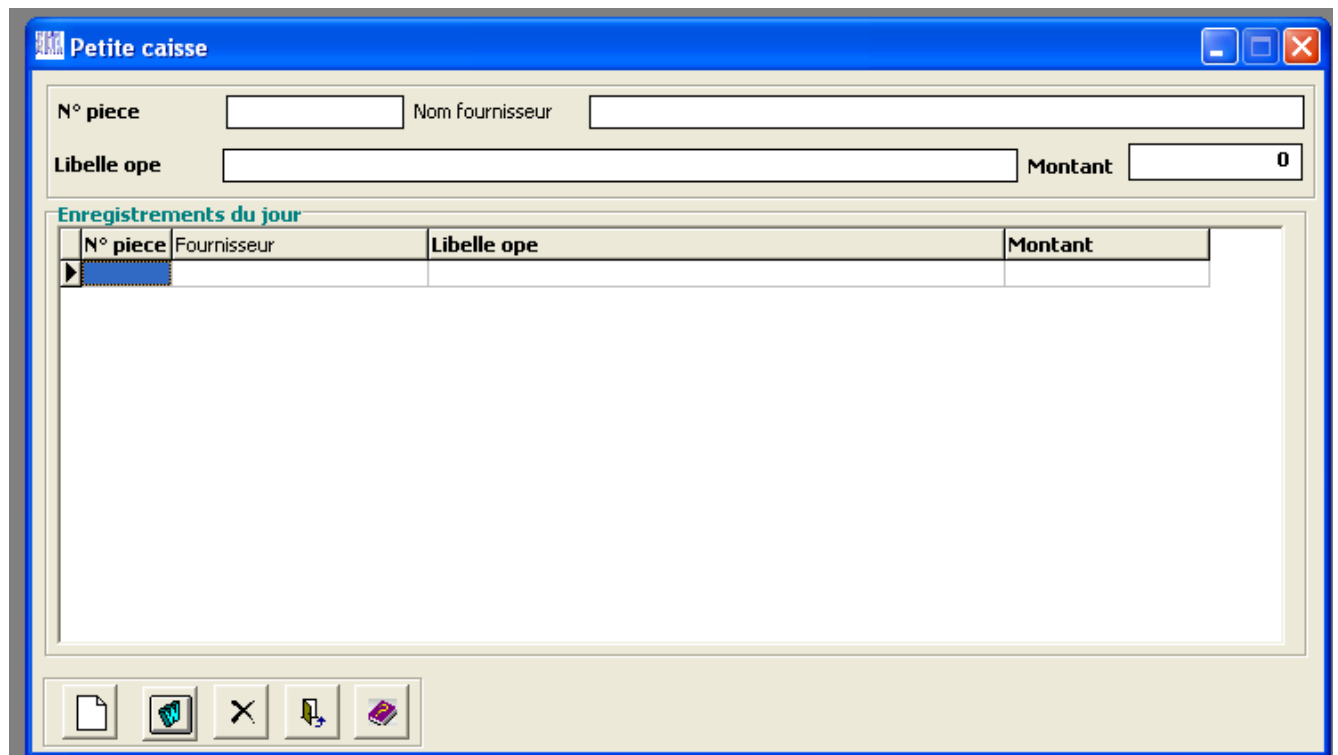 Petite caisse
N° piece Nom fournisseur
Libelle ope Montant 0
Enregistrements du jour
N° piece Fournisseur Libelle ope Montant